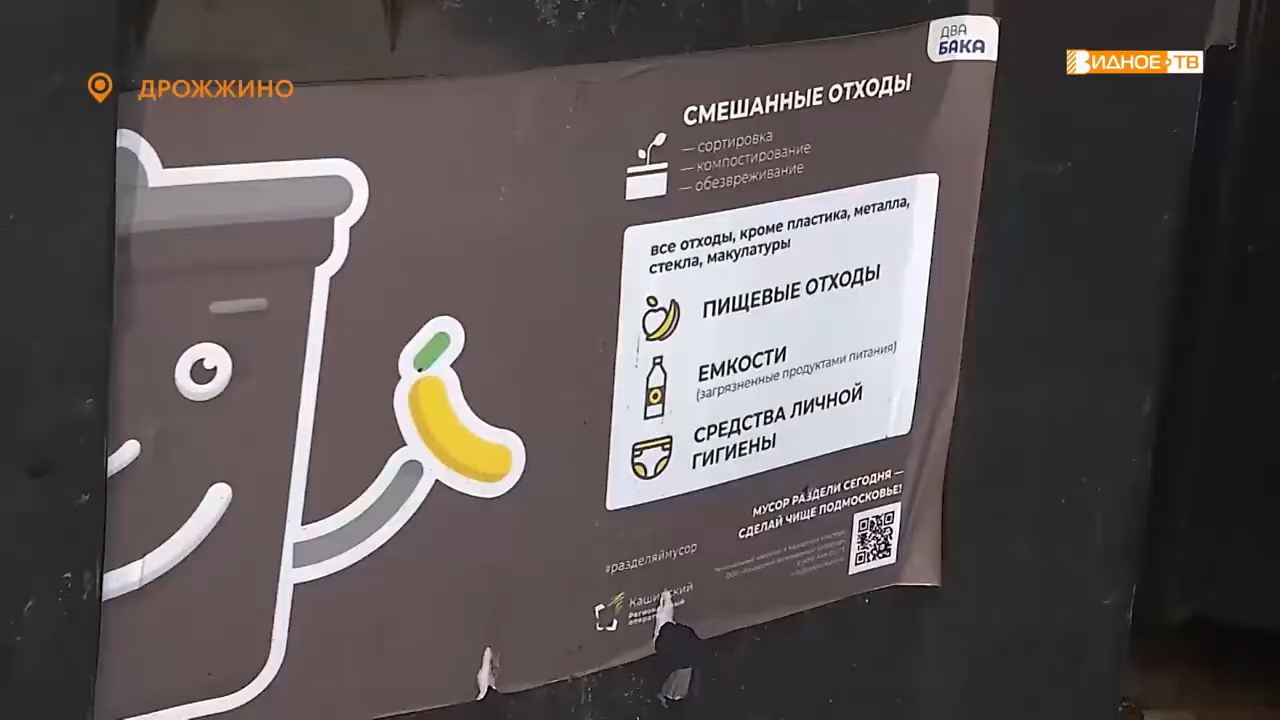 ДРОЖЖИНО
ВИДНОЕ ТВ
ДВА
БАКА
СМЕШАННЫЕ ОТХОДЫ
— сортировка
— компостирование
— обезвреживание
все отходы, кроме пластика, металла,
стекла, макулатуры
ПИЩЕВЫЕ ОТХОДЫ
ЕМКОСТИ
(загрязненные продуктами питания)
СРЕДСТВА ЛИЧНОЙ
ГИГИЕНЫ
МУСОР РАЗДЕЛИ СЕГОДНЯ —
СДЕЛАЙ ЧИЩЕ ПОДМОСКОВЬЕ!
#разделяймусор